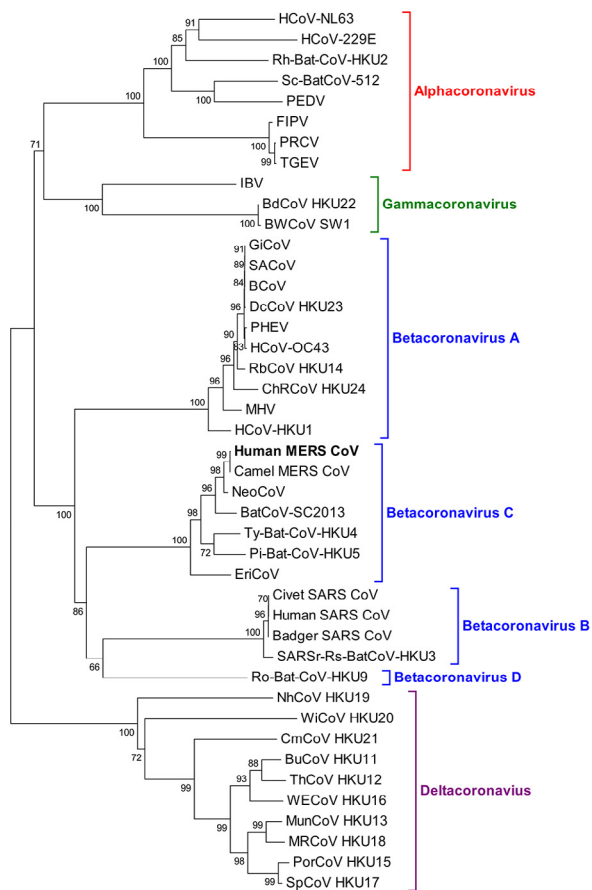 HCoV-NL63
91
HCoV-229E
85
Rh-Bat-CoV-HKU2
100
Sc-BatCoV-512
Alphacoronavirus
100
PEDV
100
FIPV
100
PRCV
99
TGEV
71
IBV
100
BdCoV HKU22
Gammacoronavirus
100
BWCoV SW1
GiCoV
91
SACoV
89
BCoV
84
DcCoV HKU23
96
PHEV
90
Betacoronavirus A
83
HCoV-OC43
96
RbCoV HKU14
96
ChRCoV HKU24
100
MHV
HCoV-HKU1
Human MERS CoV
99
Camel MERS CoV
98
NeoCoV
96
BatCoV-SC2013
Betacoronavirus C
98
100
Ty-Bat-CoV-HKU4
72
Pi-Bat-CoV-HKU5
100
EriCoV
86
70
Civet SARS CoV
96
Human SARS CoV
Betacoronavirus B
100
Badger SARS CoV
SARSr-Rs-BatCoV-HKU3
66
Ro-Bat-CoV-HKU9
Betacoronavirus D
NhCoV HKU19
100
WiCoV HKU20
72
CmCoV HKU21
BuCoV HKU11
88
ThCoV HKU12
93
99
WECoV HKU16
Deltacoronavius
99
MunCoV HKU13
99
MRCoV HKU18
98
PorCoV HKU15
99
SpCoV HKU17